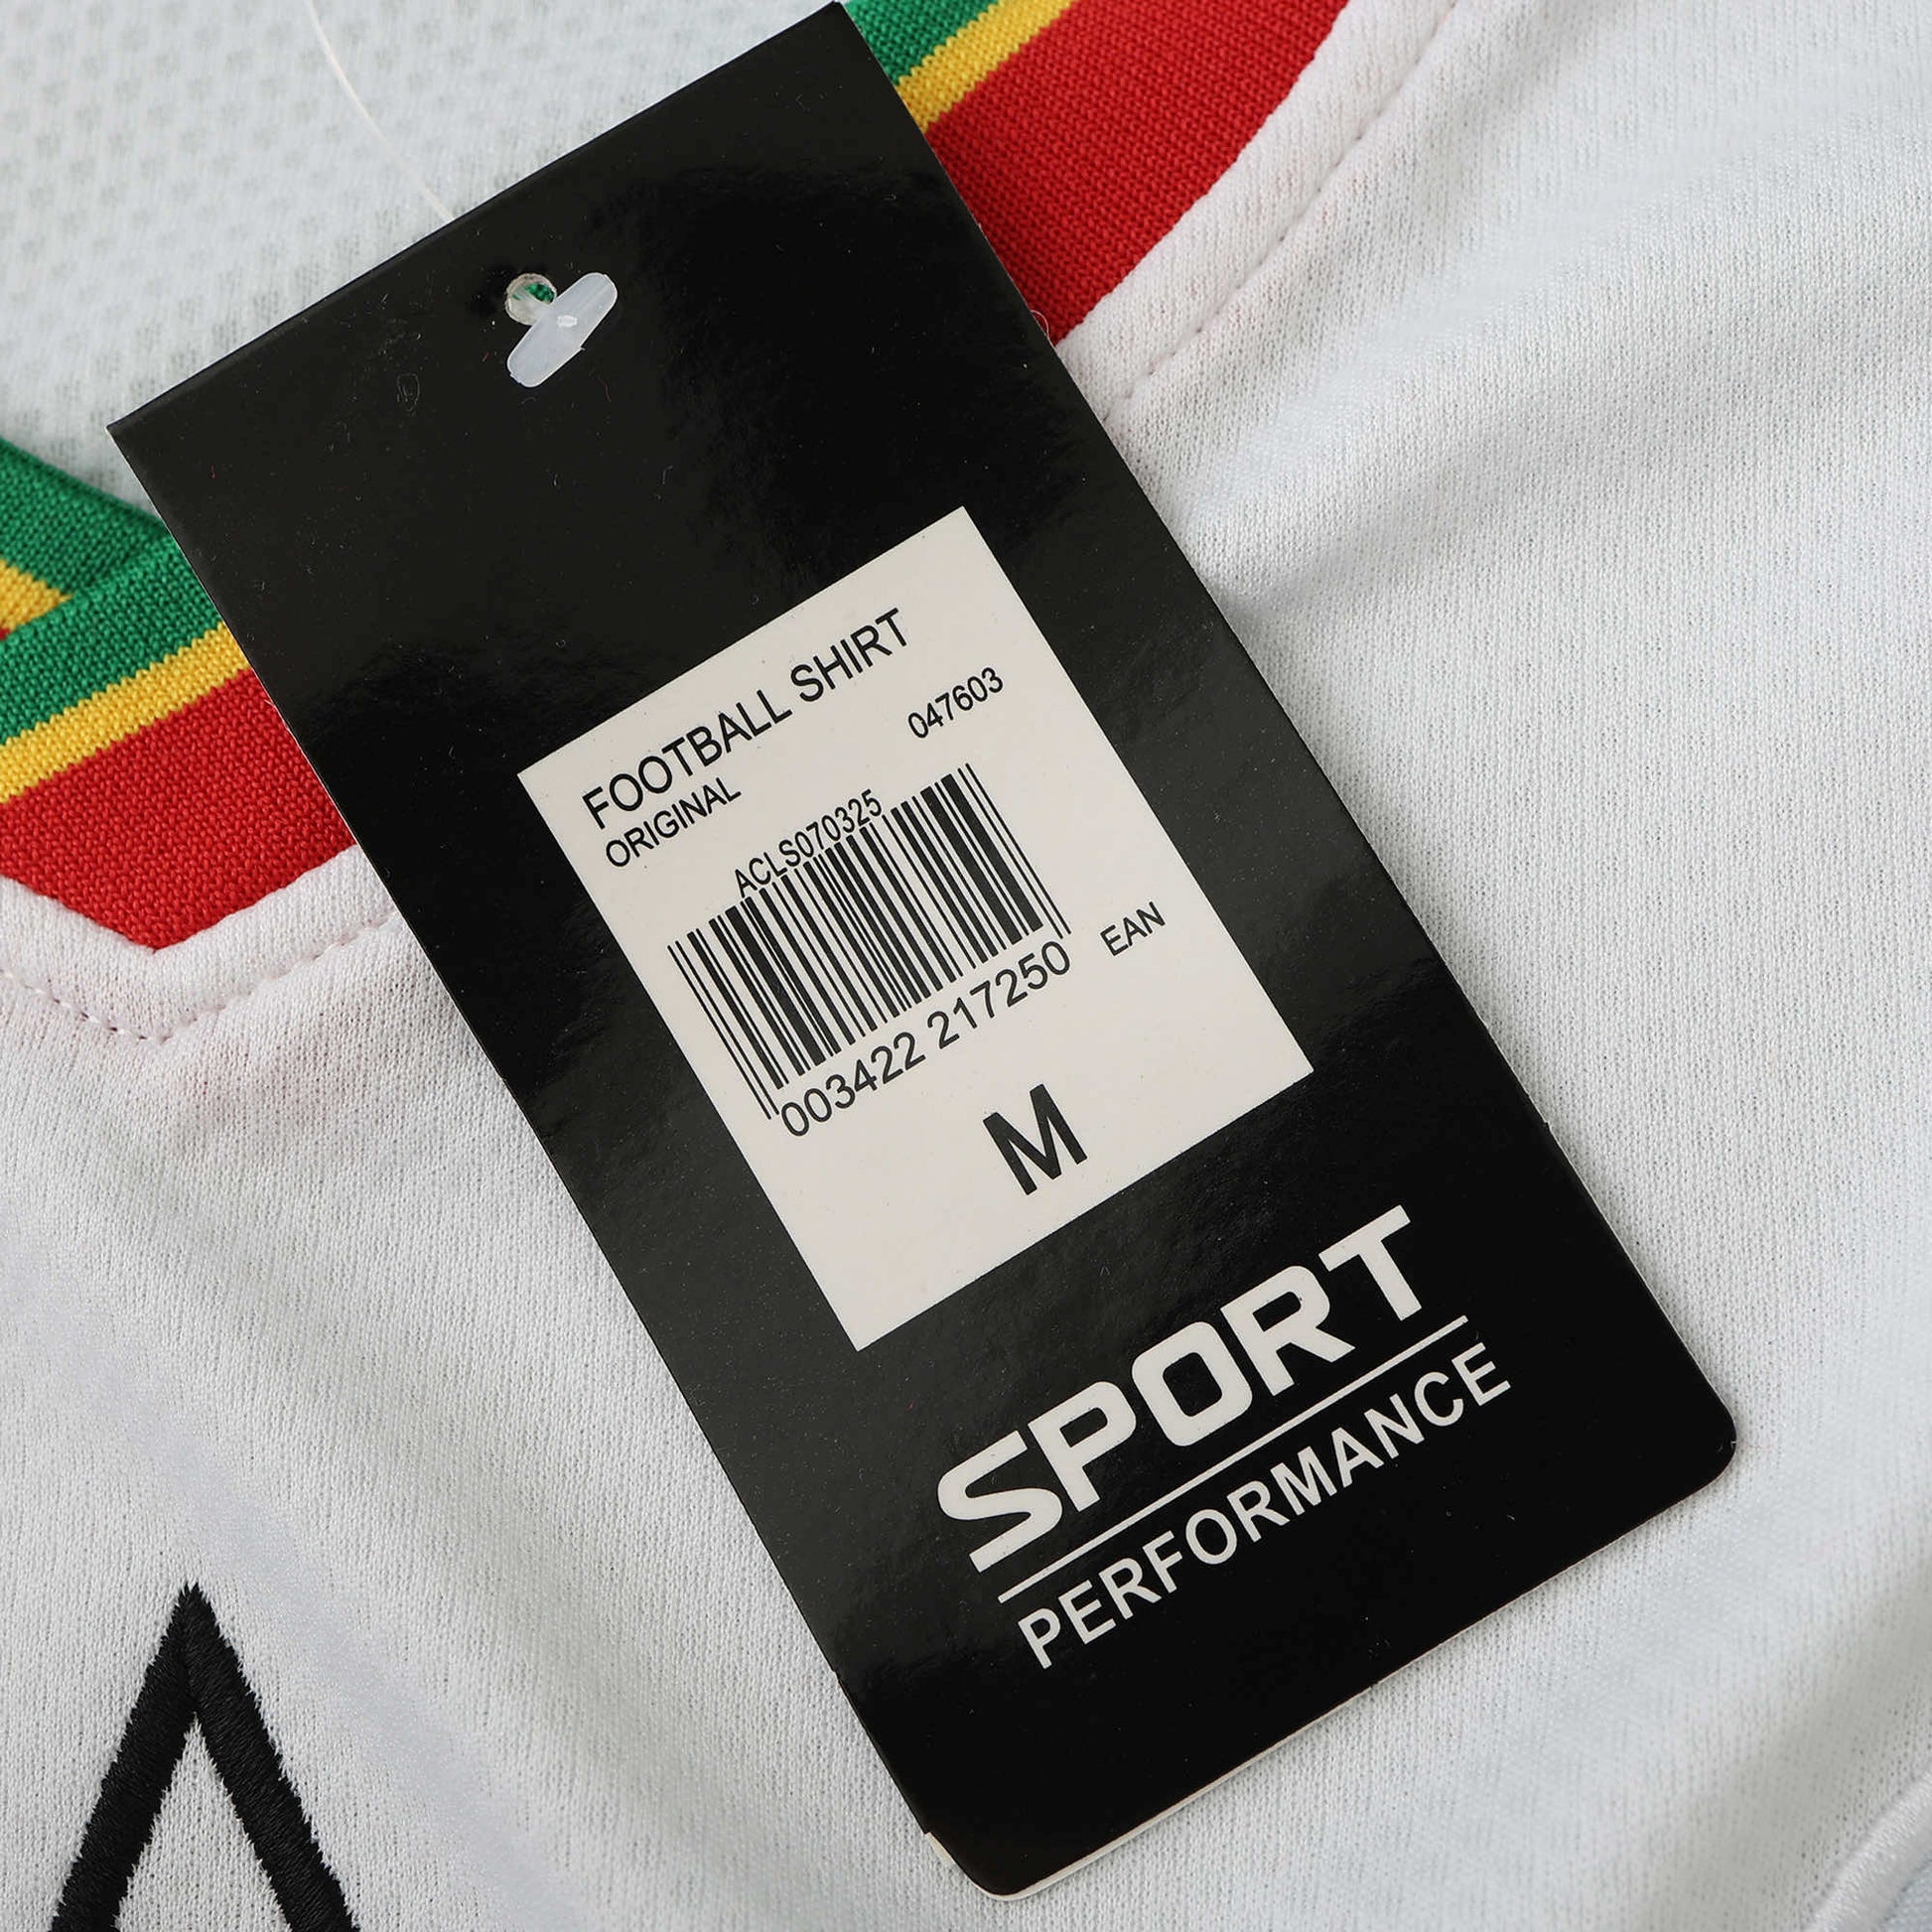 FOOTBALL SHIRT
ORIGINAL
047603
ACLS070325
003422 217250
EAN
M
SPORT
PERFORMANCE